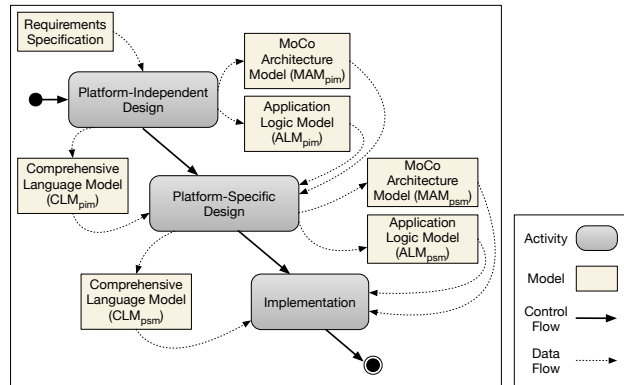 Requirements
Specification
MoCo
Architecture
Model (MAMpim)
Platform-Independent
Design
Application
Logic Model
(ALMpim)
Comprehensive
Language Model
(CLMpim)
Platform-Specific
Design
MoCo
Architecture
Model (MAMpsm)
Application
Logic Model
(ALMpsm)
Comprehensive
Language Model
(CLMpsm)
Implementation
Activity
Model
Control
Flow
Data
Flow